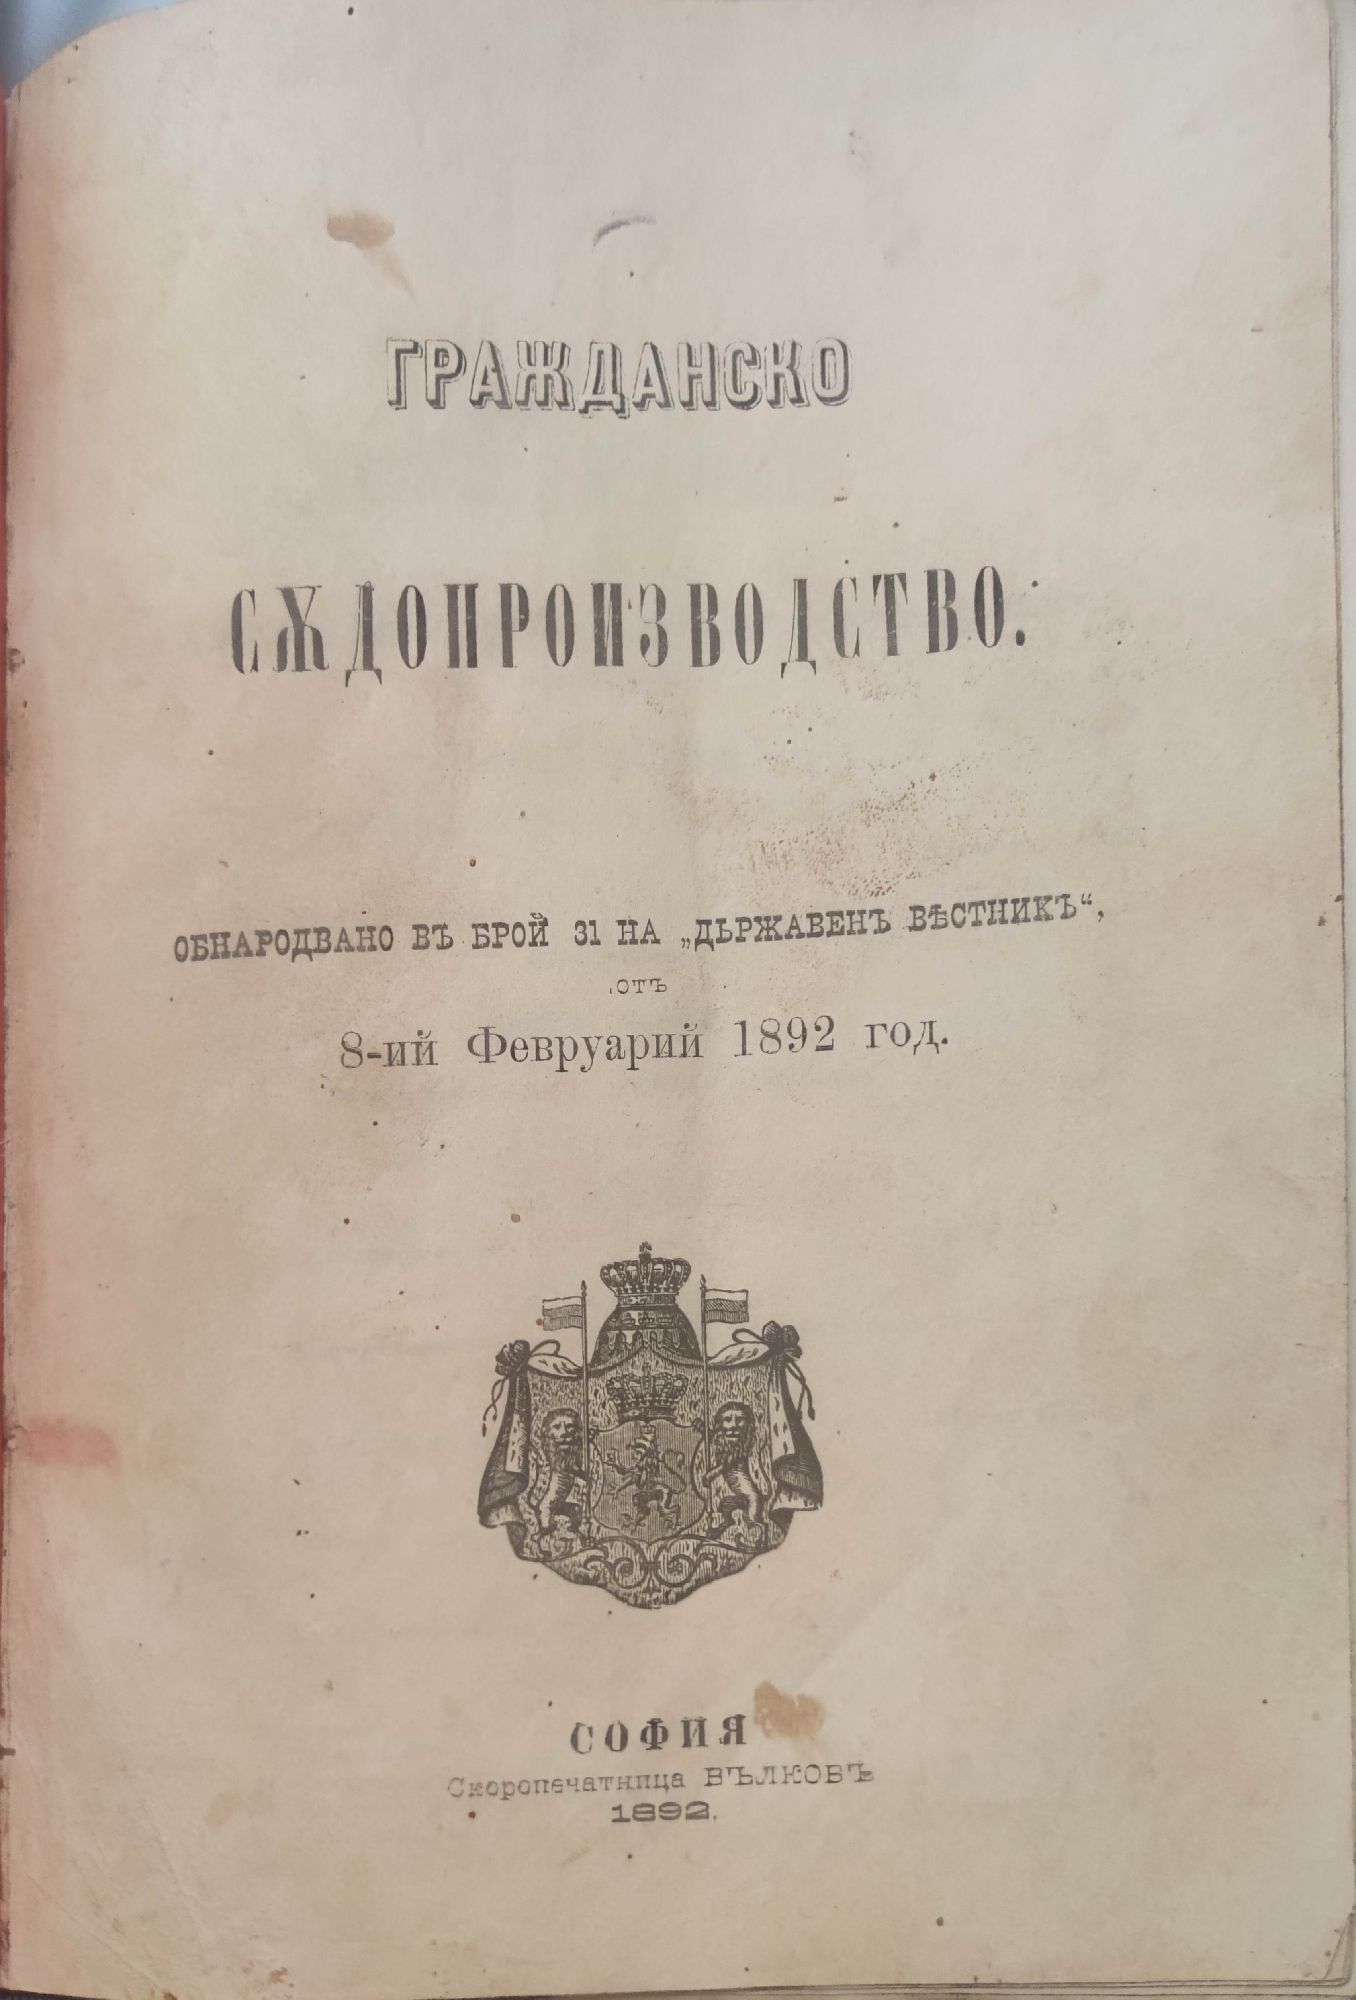 ГРАЖДАНСКО
СѪДОПРОИЗВОДСТВО.
ОБНАРОДВАНО ВЪ БРОЙ 31 НА „ДЪРЖАВЕНЪ ВѢСТНИКЪ“,
отъ
8-ий Февруарий 1892 год.
СОФИЯ
Скоропечатница ВЪЛКОВЪ
1892.